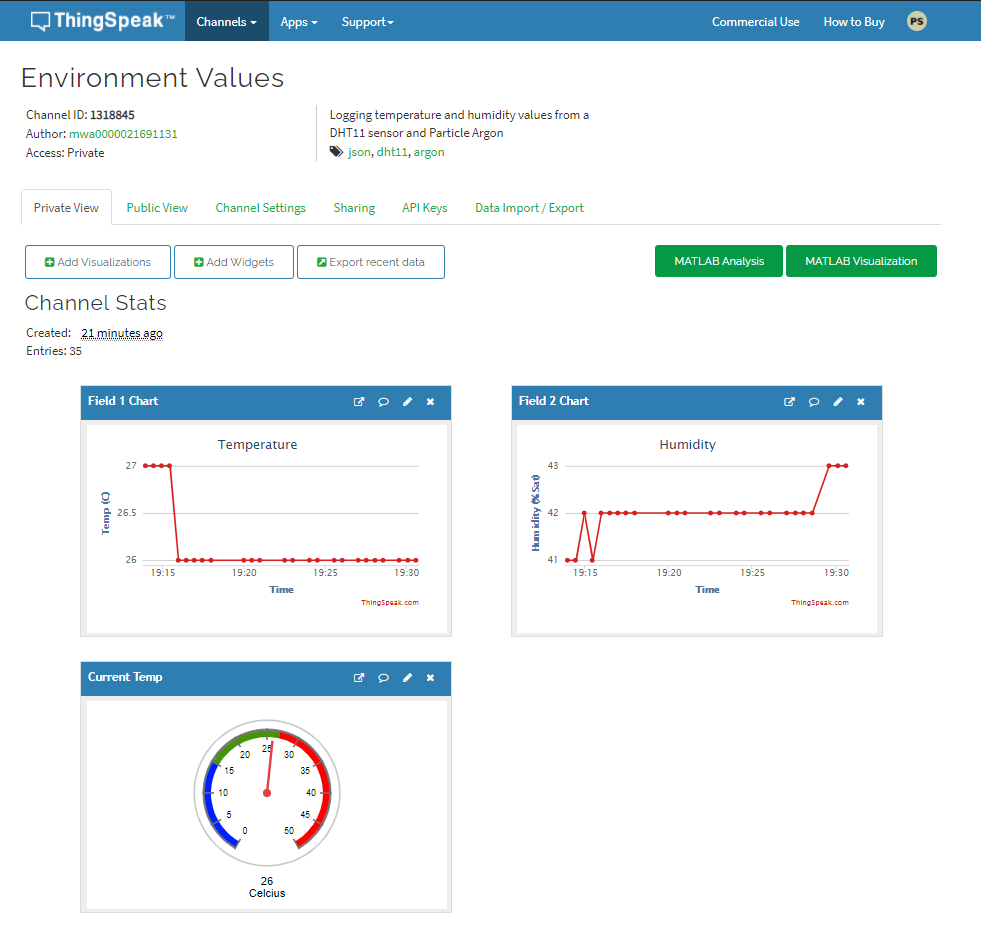 ThingSpeak™ Channels Apps Support Commercial Use How to Buy PS
Environment Values
Channel ID: 1318845
Author: mwa0000021691131
Access: Private
Logging temperature and humidity values from a
DHT11 sensor and Particle Argon
json, dht11, argon
Private View Public View Channel Settings Sharing API Keys Data Import / Export
Add Visualizations Add Widgets Export recent data MATLAB Analysis MATLAB Visualization
Channel Stats
Created: 21 minutes ago
Entries: 35
Field 1 Chart
Temperature
Temp (C)
27
26.5
26
19:15 19:20 19:25 19:30
Time
ThingSpeak.com
Field 2 Chart
Humidity
Humidity (% Sat)
43
42
41
19:15 19:20 19:25 19:30
Time
ThingSpeak.com
Current Temp
0
5
10
15
20
25
30
35
40
45
50
26
Celcius